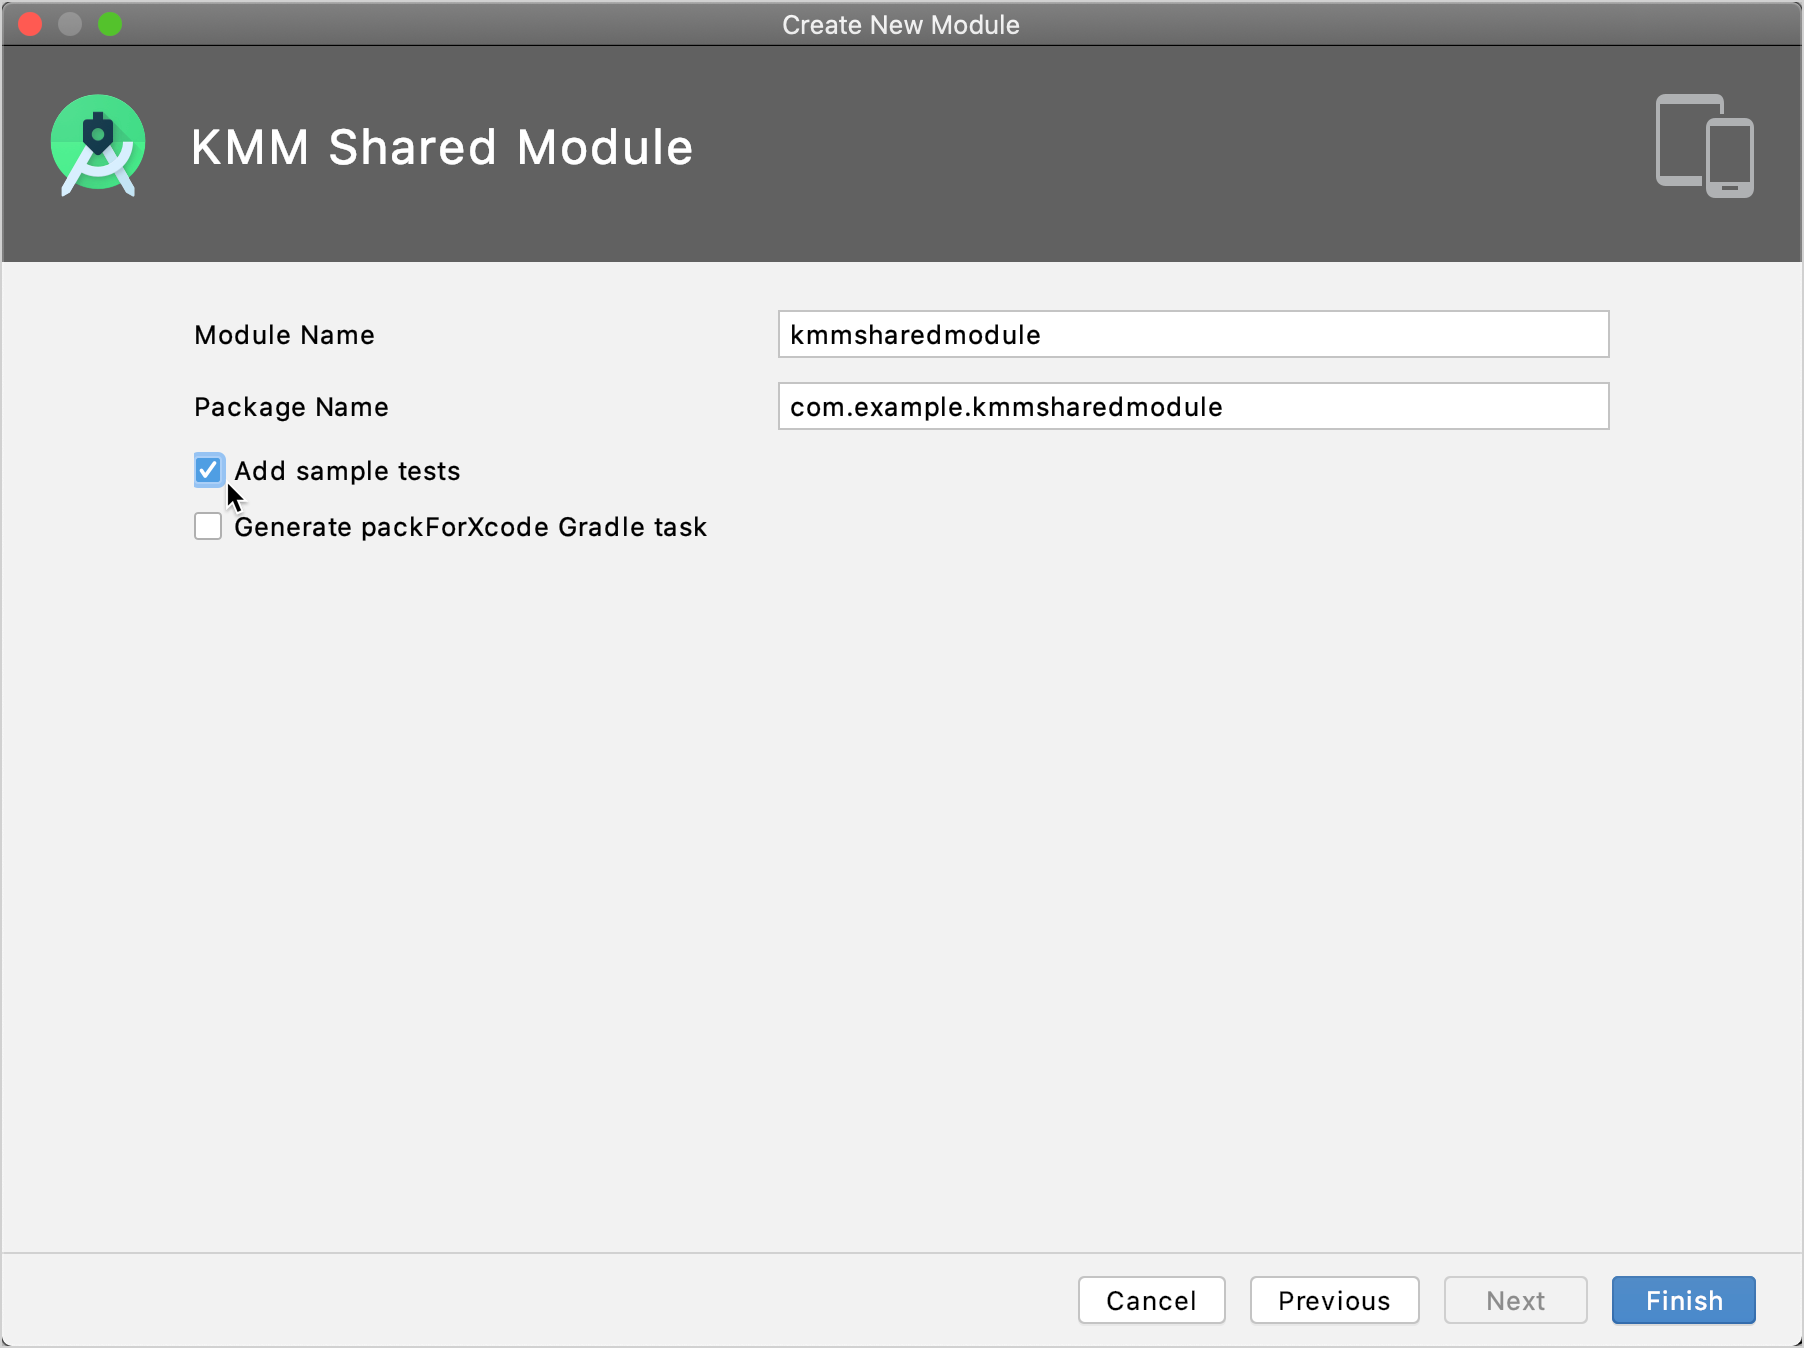 Create New Module
KMM Shared Module
Module Name
kmmsharedmodule
Package Name
com.example.kmmsharedmodule
Add sample tests
Generate packForXcode Gradle task
Cancel
Previous
Next
Finish